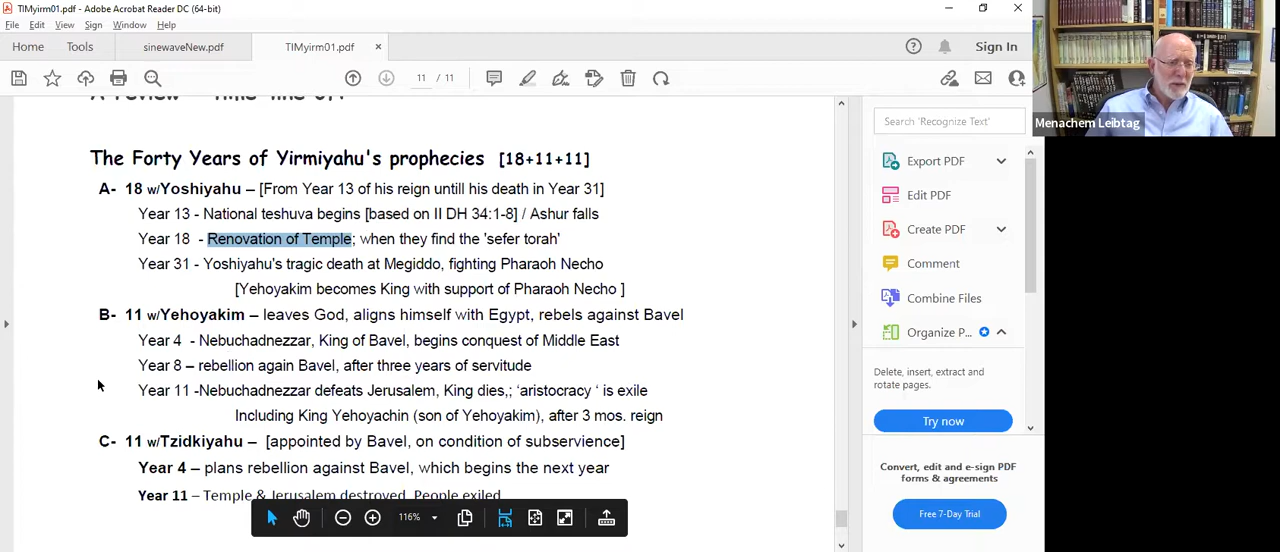 TIMyirm01.pdf - Adobe Acrobat Reader DC (64-bit)
File Edit View Sign Window Help
Home Tools sinewaveNew.pdf TIMyirm01.pdf × Sign In
11 / 11
The Forty Years of Yirmiyahu's prophecies [18+11+11]
A- 18 w/Yoshiyahu – [From Year 13 of his reign untill his death in Year 31]
Year 13 - National teshuva begins [based on II DH 34:1-8] / Ashur falls
Year 18 - Renovation of Temple; when they find the 'sefer torah'
Year 31 - Yoshiyahu's tragic death at Megiddo, fighting Pharaoh Necho
[Yehoyakim becomes King with support of Pharaoh Necho ]
B- 11 w/Yehoyakim – leaves God, aligns himself with Egypt, rebels against Bavel
Year 4 - Nebuchadnezzar, King of Bavel, begins conquest of Middle East
Year 8 – rebellion again Bavel, after three years of servitude
Year 11 -Nebuchadnezzar defeats Jerusalem, King dies,; 'aristocracy ' is exile
Including King Yehoyachin (son of Yehoyakim), after 3 mos. reign
C- 11 w/Tzidkiyahu – [appointed by Bavel, on condition of subservience]
Year 4 – plans rebellion against Bavel, which begins the next year
Year 11 – Temple & Jerusalem destroyed. People exiled
116%
Search 'Recognize Text'
Export PDF
Edit PDF
Create PDF
Comment
Combine Files
Organize P...
Delete, insert, extract and
rotate pages.
Try now
Convert, edit and e-sign PDF
forms & agreements
Free 7-Day Trial
Menachem Leibtag